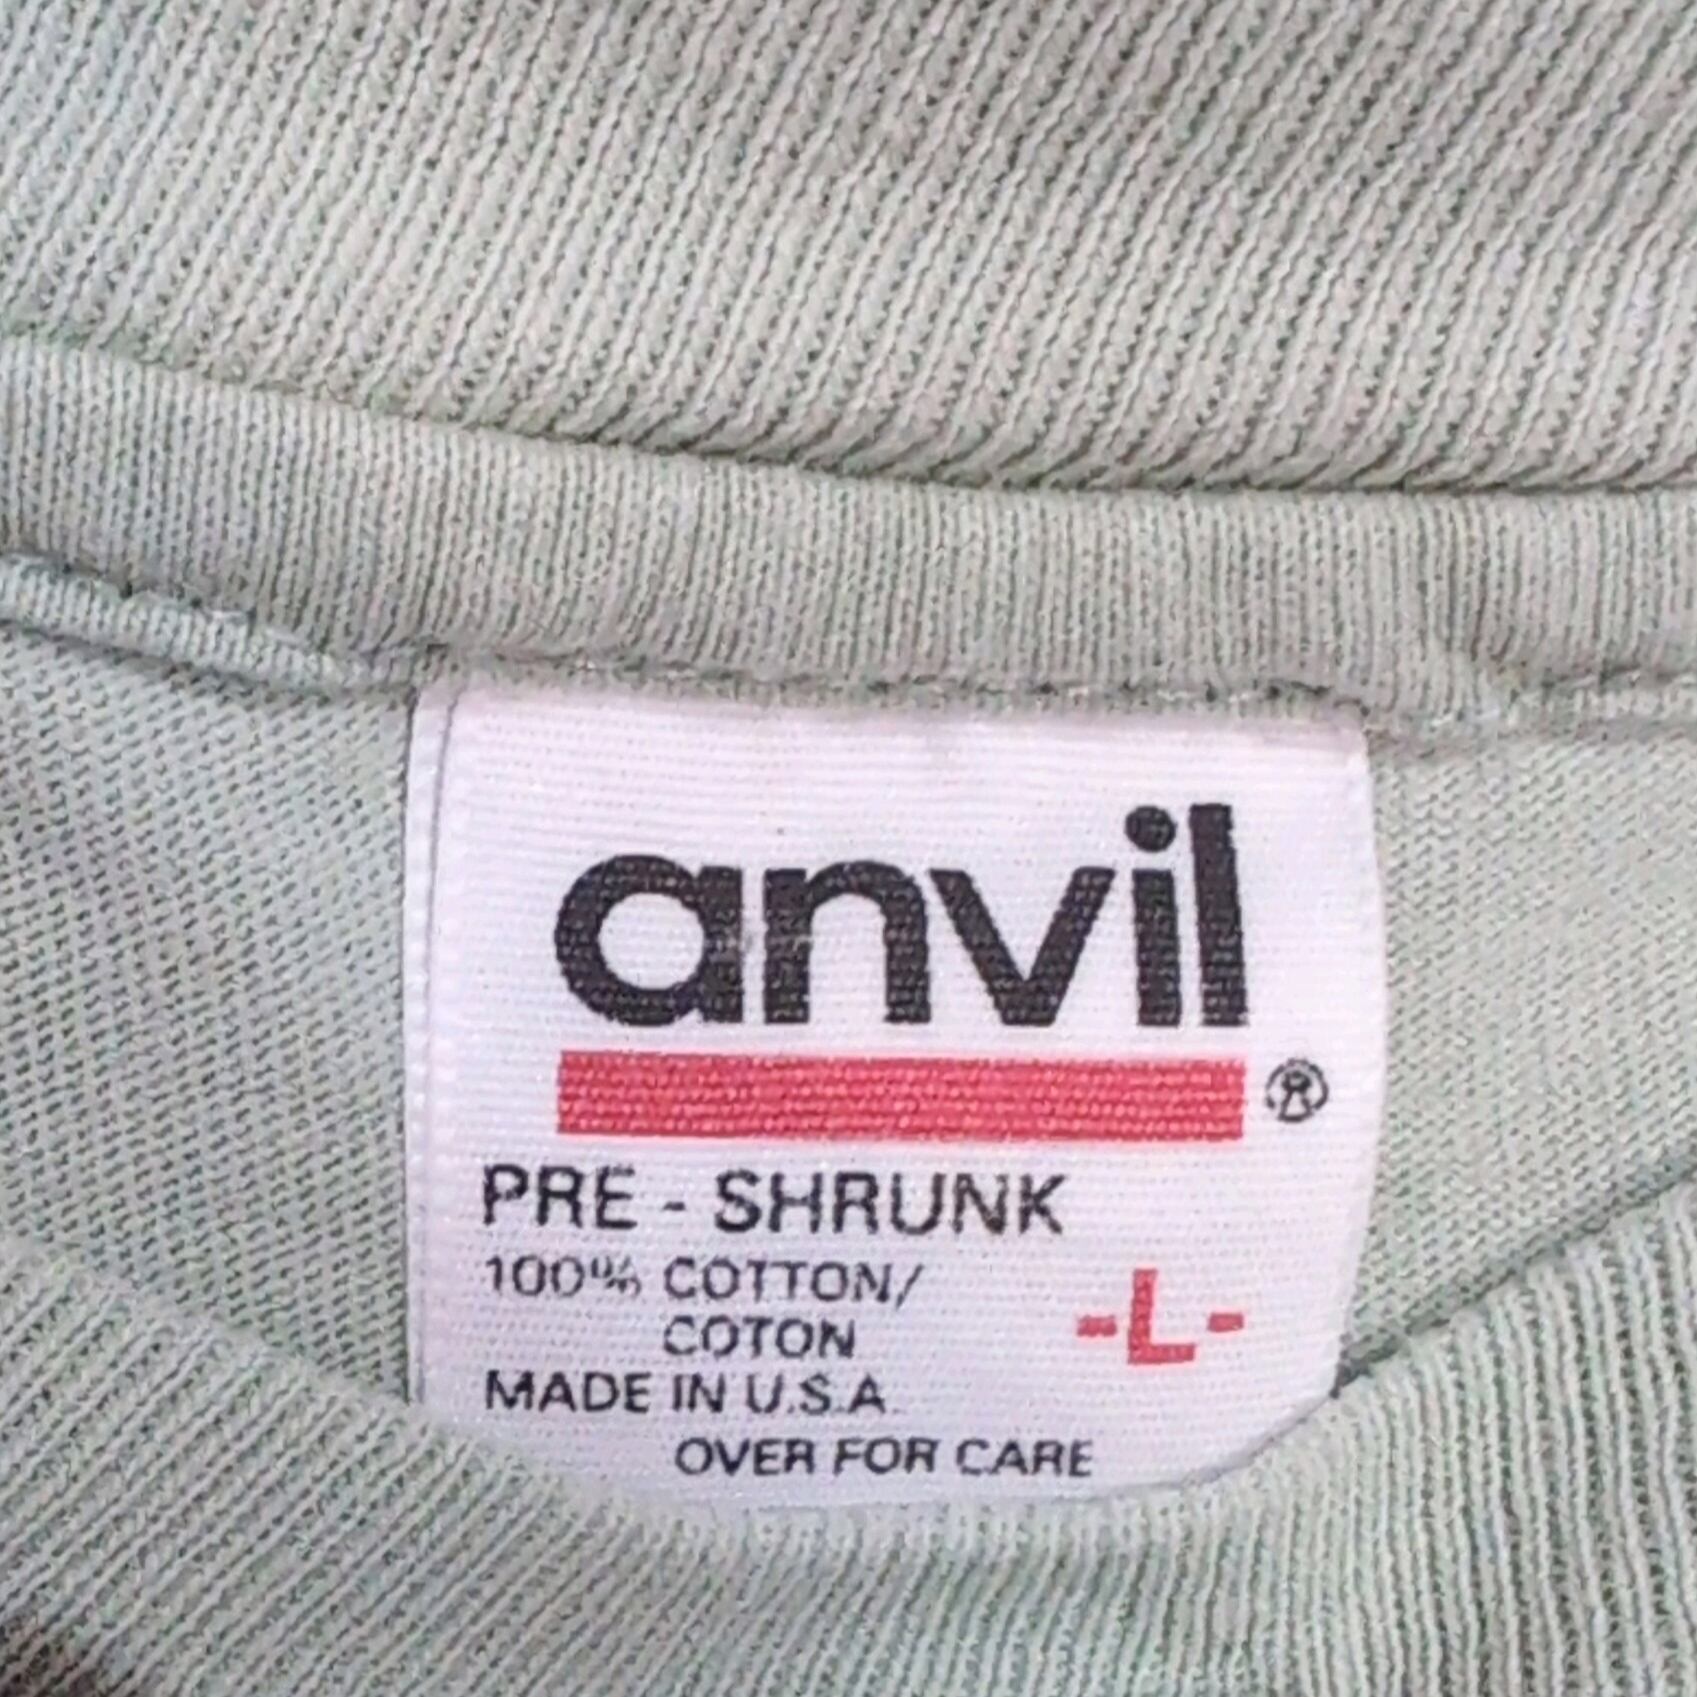 anvil
®
PRE - SHRUNK
100% COTTON/
COTON
-L-
MADE IN U.S.A.
OVER FOR CARE